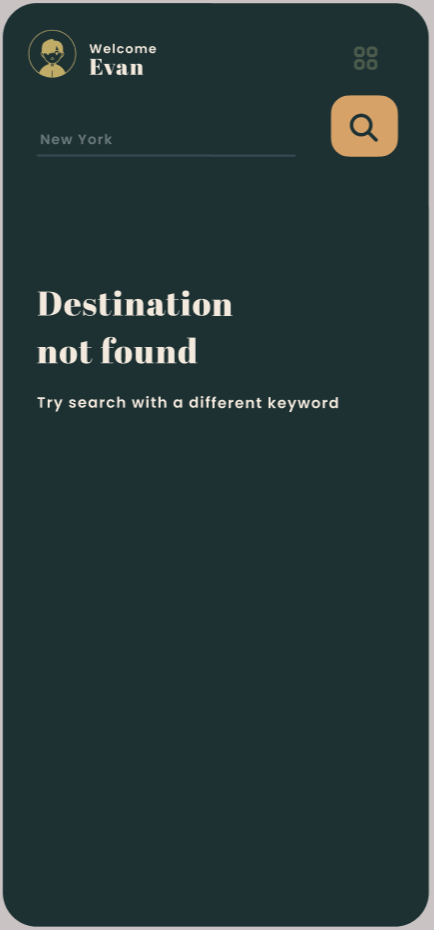 Welcome
Evan
New York
Destination
not found
Try search with a different keyword